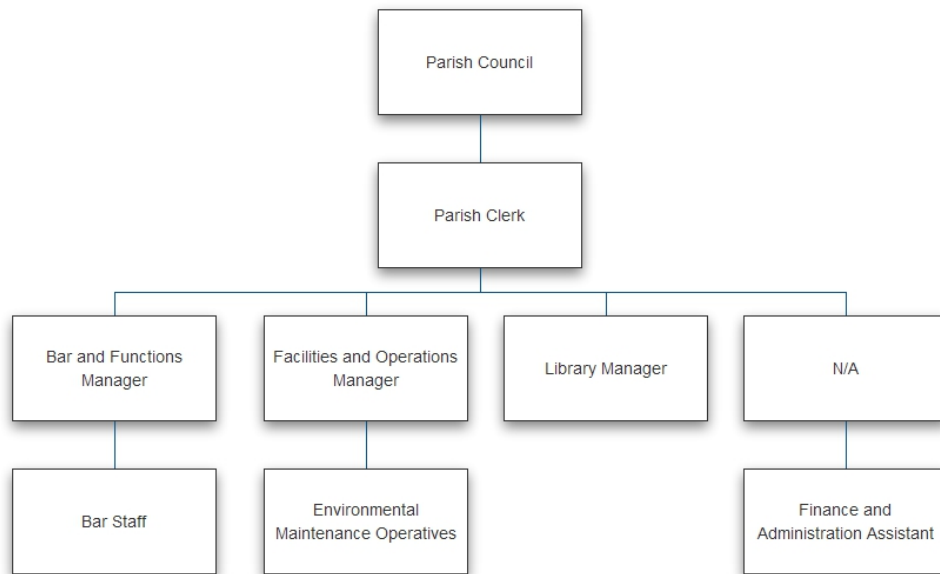 Parish Council
Parish Clerk
Bar and Functions
Manager
Facilities and Operations
Manager
Library Manager
N/A
Bar Staff
Environmental
Maintenance Operatives
Finance and
Administration Assistant